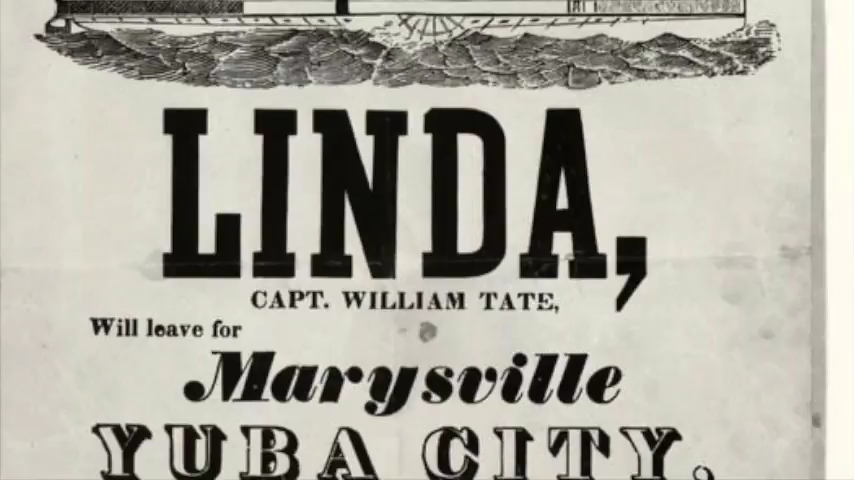 LINDA,
CAPT. WILLIAM TATE,
Will leave for
Marysville
YUBA CITY,